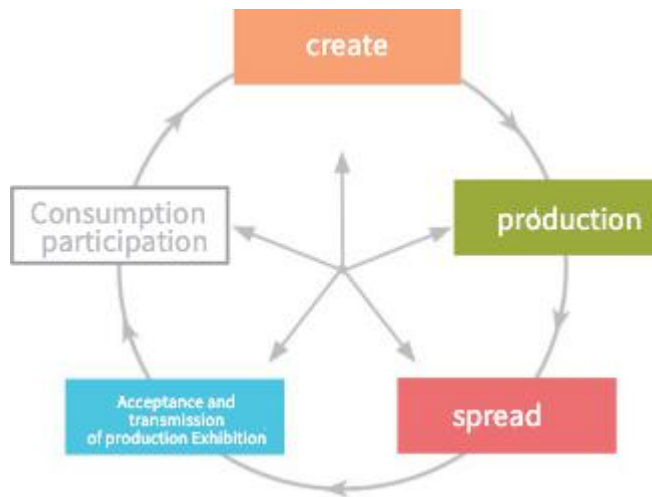 create
production
spread
Acceptance and
transmission
of production Exhibition
Consumption
participation